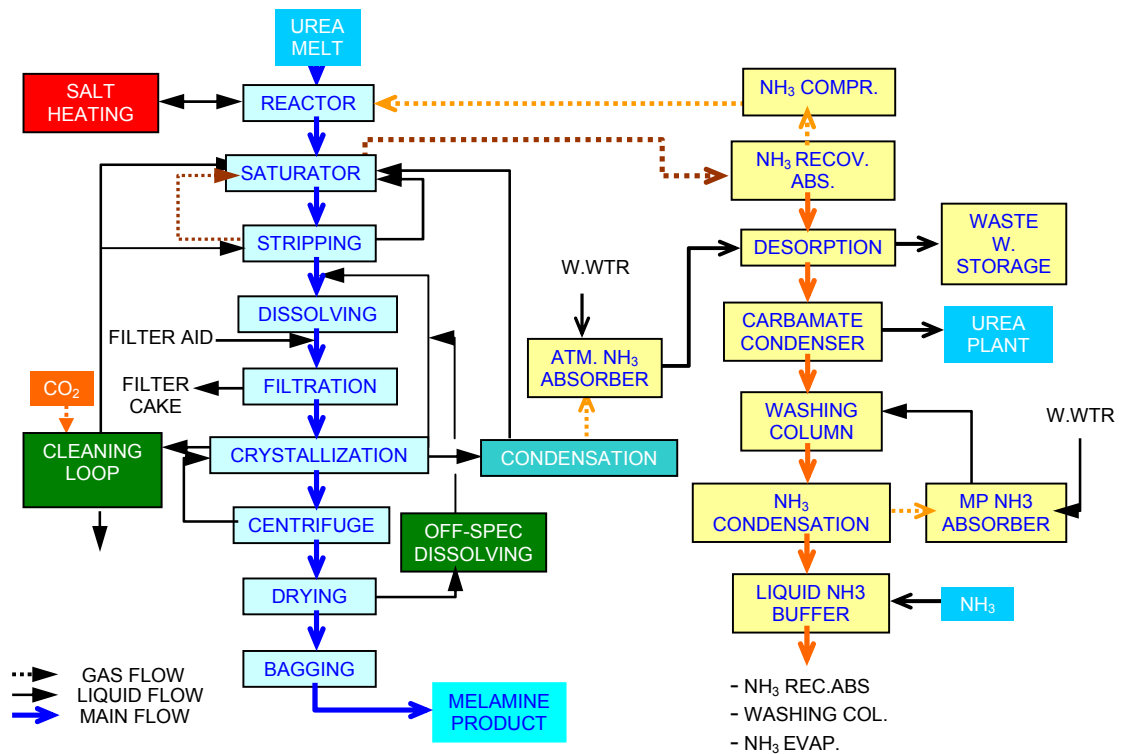 UREA
MELT
SALT
HEATING
REACTOR
NH₃ COMPR.
SATURATOR
NH₃ RECOV.
ABS.
STRIPPING
DESORPTION
WASTE
W.
STORAGE
W.WTR
DISSOLVING
FILTER AID
ATM. NH₃
ABSORBER
CARBAMATE
CONDENSER
UREA
PLANT
CO₂
FILTER
CAKE
FILTRATION
WASHING
COLUMN
W.WTR
CLEANING
LOOP
CRYSTALLIZATION
CONDENSATION
CENTRIFUGE
OFF-SPEC
DISSOLVING
NH₃
CONDENSATION
MP NH3
ABSORBER
DRYING
LIQUID NH3
BUFFER
NH₃
BAGGING
GAS FLOW
LIQUID FLOW
MAIN FLOW
MELAMINE
PRODUCT
- NH₃ REC.ABS
- WASHING COL.
- NH₃ EVAP.